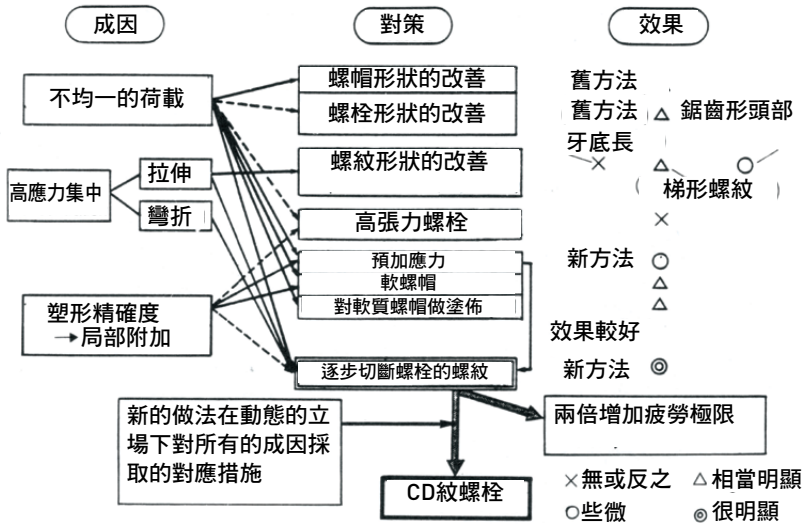 成因
對策
效果
不均一的荷載
螺帽形狀的改善
舊方法
螺栓形狀的改善
舊方法 △ 鋸齒形頭部
牙底長
高應力集中
拉伸
彎折
螺紋形狀的改善
× △ ○
(梯形螺紋)
高張力螺栓
×
預加應力
新方法 ○
軟螺帽
△
對軟質螺帽做塗佈
△
塑形精確度
→局部附加
效果較好
逐步切斷螺栓的螺紋
新方法 ◎
新的做法在動態的立
場下對所有的成因採
取的對應措施
兩倍增加疲勞極限
CD紋螺栓
×無或反之 △相當明顯
○些微 ◎很明顯